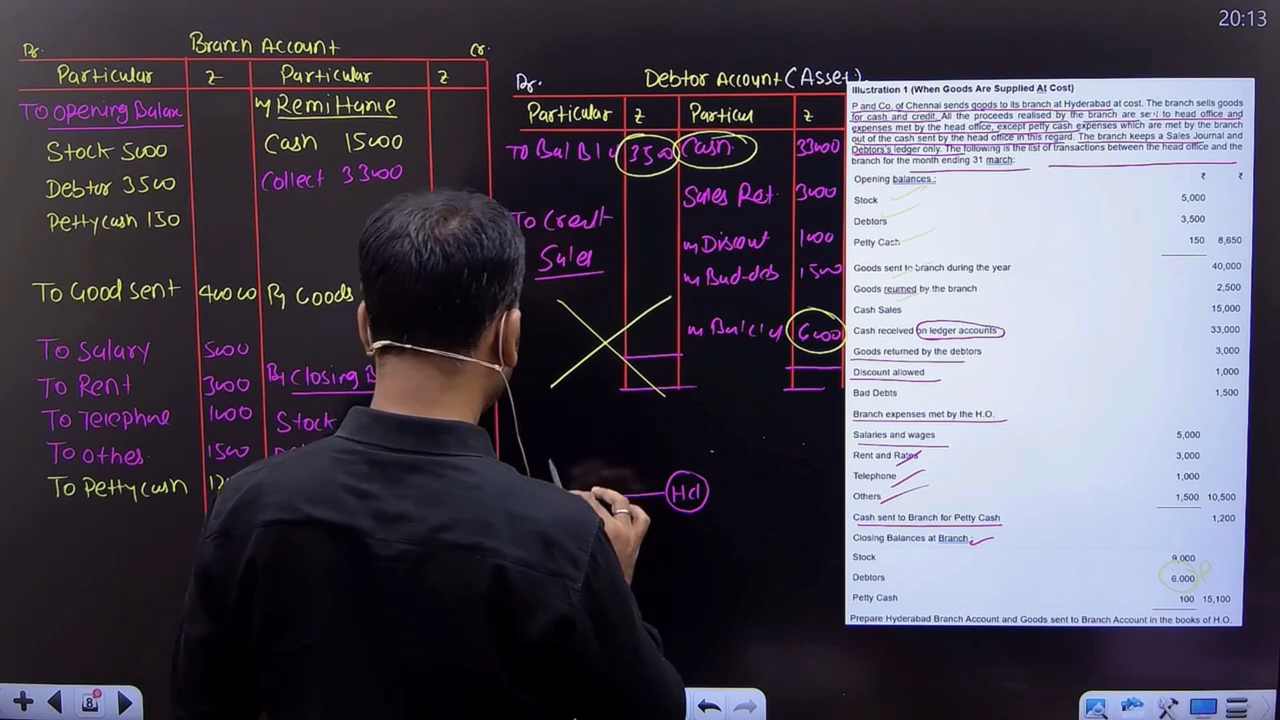 20:13
Dr. Branch Account Cr.
Particular ₹ Particular ₹
To Opening Balan
Stock 5000
Debtor 3500
Pettycash 150
To Good sent 40000
To Salary 5000
To Rent 3000
To Telephne 1000
To othes 1500
To Pettycash
By Remittanie
Cash 15000
Collect 33000
By Goods
By Closing B
Stock
Dr. Debtor Account (Asset)
Particular ₹ Particul ₹
To Bal B/d 3500 Cash 33000
Sales Ret. 3000
To Credt
Sales
by Discout 1000
by Bad-debs 1500
by Bal c/d 6000
Illustration 1 (When Goods Are Supplied At Cost)
P and Co. of Chennai sends goods to its branch at Hyderabad at cost. The branch sells goods
for cash and credit. All the proceeds realised by the branch are sent to head office and
expenses met by the head office, except petty cash expenses which are met by the branch
out of the cash sent by the head office in this regard. The branch keeps a Sales Journal and
Debtors's ledger only. The following is the list of transactions between the head office and the
branch for the month ending 31 march:
₹ ₹
Opening balances :
Stock 5,000
Debtors 3,500
Petty Cash 150 8,650
Goods sent to branch during the year 40,000
Goods reurned by the branch 2,500
Cash Sales 15,000
Cash received on ledger accounts 33,000
Goods returned by the debtors 3,000
Discount allowed 1,000
Bad Debts 1,500
Branch expenses met by the H.O.
Salaries and wages 5,000
Rent and Rates 3,000
Telephone 1,000
Others 1,500 10,500
Cash sent to Branch for Petty Cash 1,200
Closing Balances at Branch :
Stock 9,000
Debtors 6,000
Petty Cash 100 15,100
Prepare Hyderabad Branch Account and Goods sent to Branch Account in the books of H.O.
8